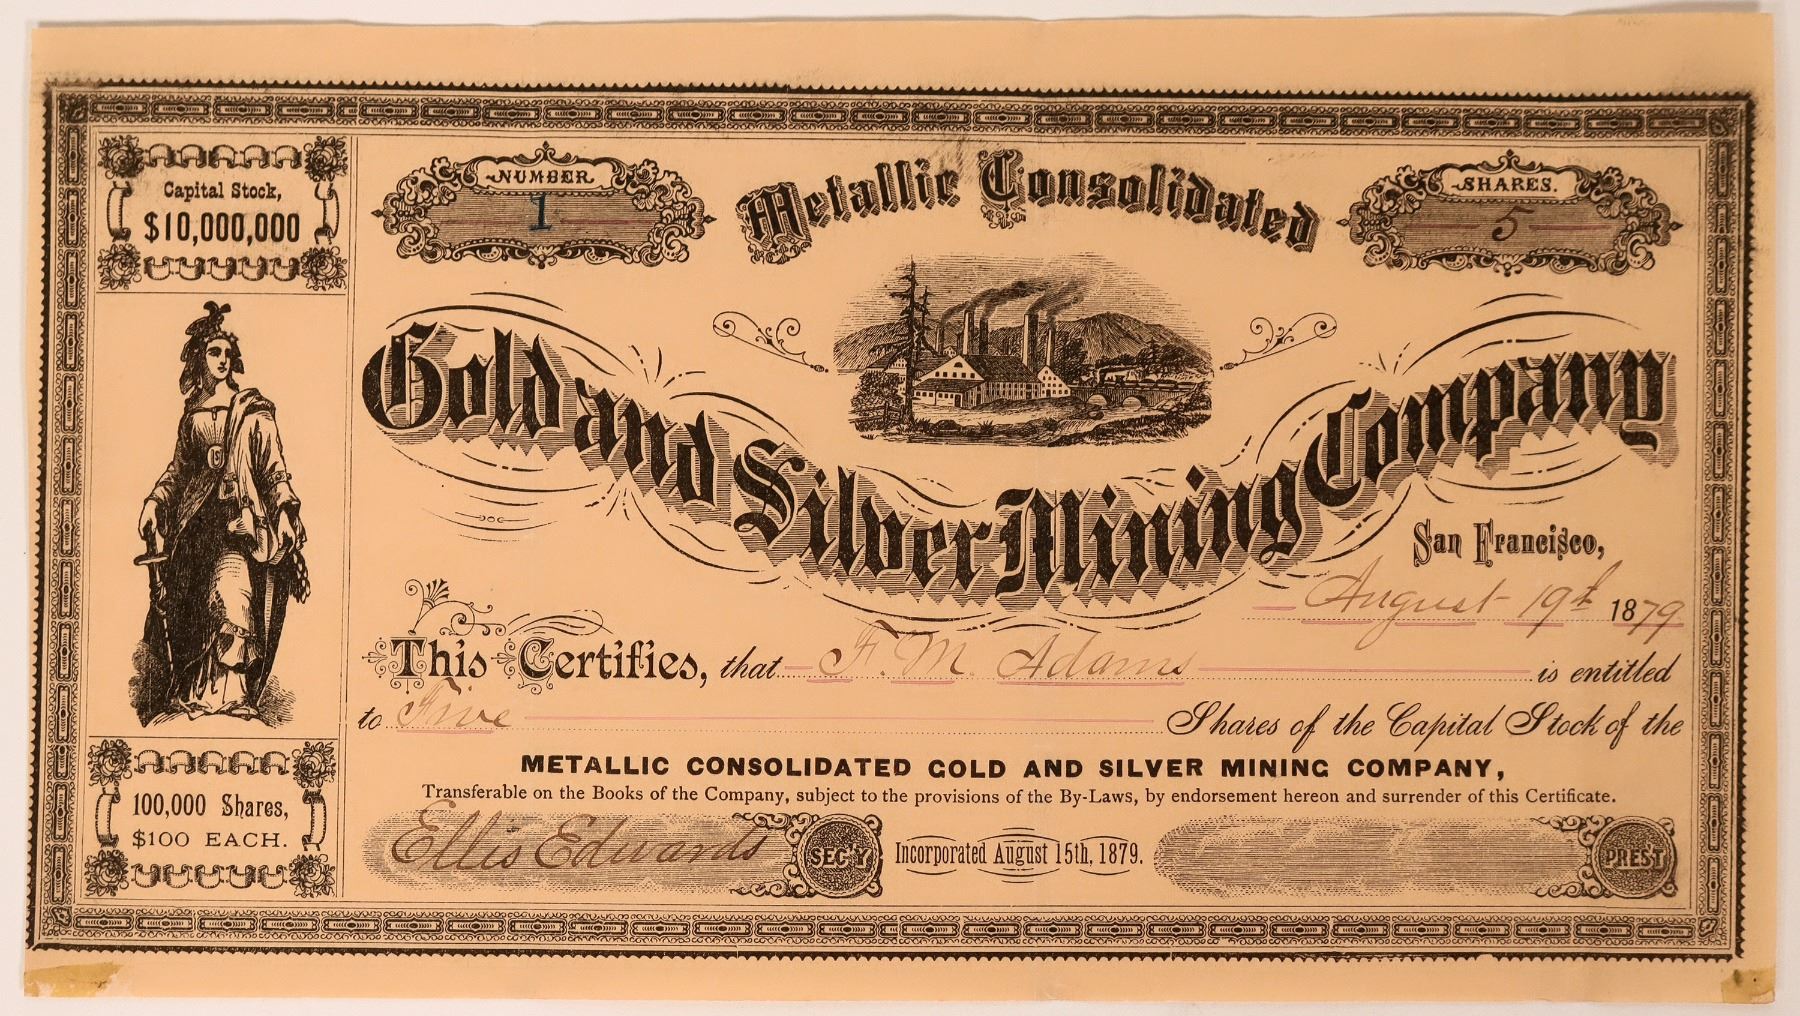 Capital Stock,
$10,000,000
NUMBER
1
Metallic Consolidated
SHARES.
5
Gold and Silver Mining Company
San Francisco,
August 19th 1879
This Certifies, that F. M. Adams is entitled
to Five Shares of the Capital Stock of the
METALLIC CONSOLIDATED GOLD AND SILVER MINING COMPANY,
Transferable on the Books of the Company, subject to the provisions of the By-Laws, by endorsement hereon and surrender of this Certificate.
100,000 Shares,
$100 EACH.
Ellis Edwards SEC'Y
Incorporated August 15th, 1879.
PREST